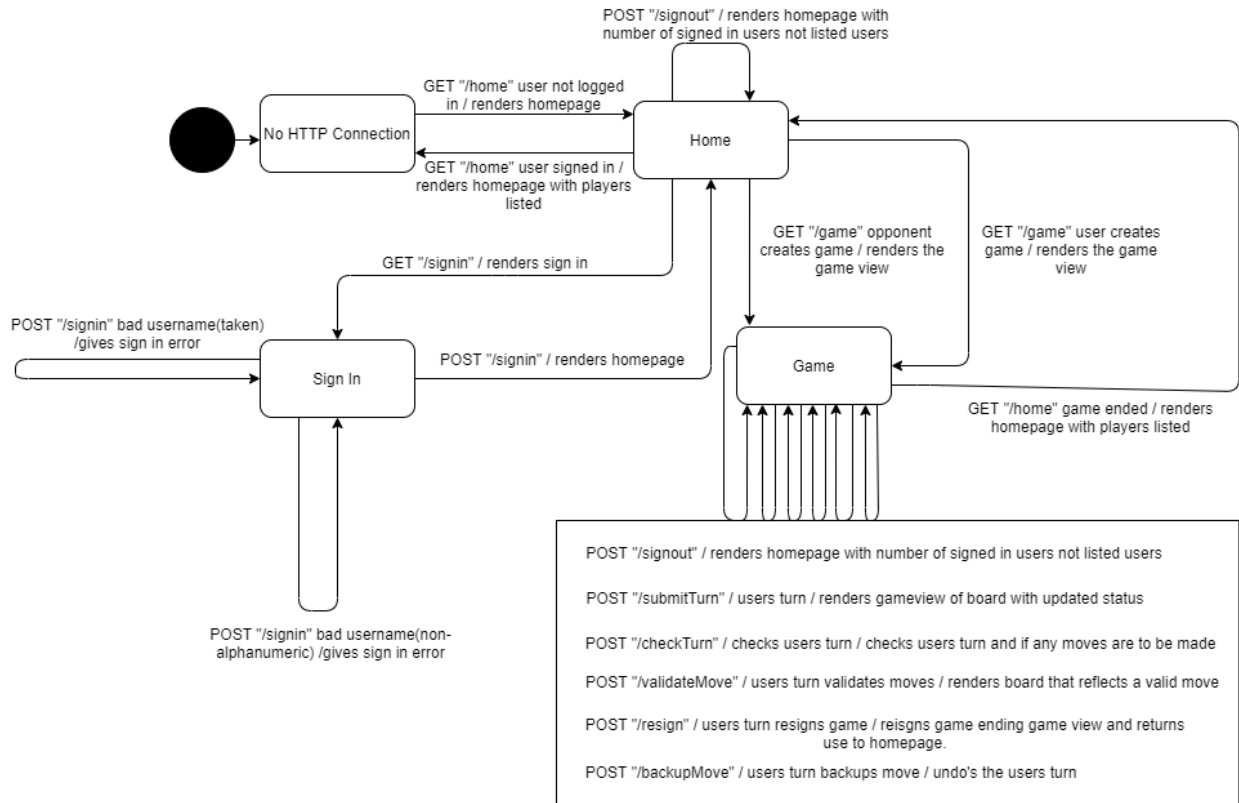 POST "/signout" / renders homepage with
number of signed in users not listed users
GET "/home" user not logged
in / renders homepage
No HTTP Connection
Home
GET "/home" user signed in /
renders homepage with players
listed
GET "/game" opponent
creates game / renders the
game view
GET "/game" user creates
game / renders the game
view
GET "/signin" / renders sign in
POST "/signin" bad username(taken)
/gives sign in error
Sign In
POST "/signin" / renders homepage
Game
GET "/home" game ended / renders
homepage with players listed
POST "/signin" bad username(non-
alphanumeric) /gives sign in error
POST "/signout" / renders homepage with number of signed in users not listed users
POST "/submitTurn" / users turn / renders gameview of board with updated status
POST "/checkTurn" / checks users turn / checks users turn and if any moves are to be made
POST "/validateMove" / users turn validates moves / renders board that reflects a valid move
POST "/resign" / users turn resigns game / reisgns game ending game view and returns
use to homepage.
POST "/backupMove" / users turn backups move / undo's the users turn